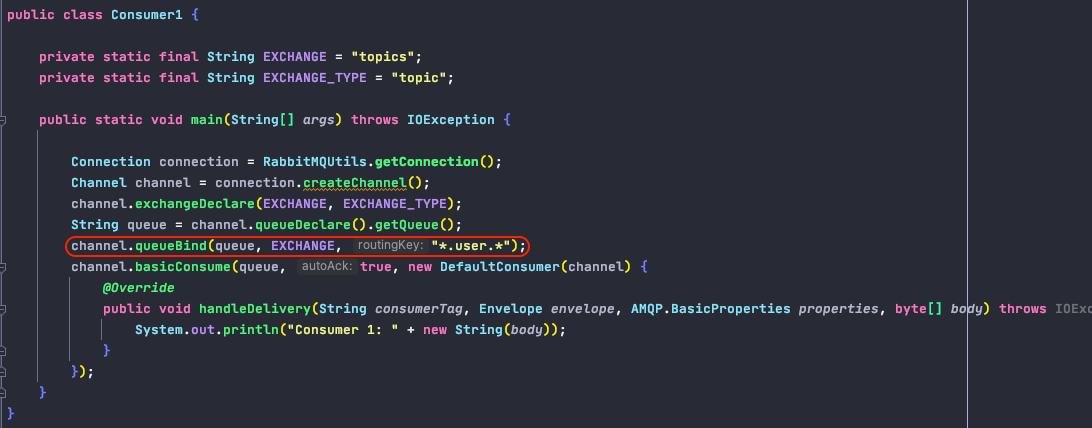 public class Consumer1 {
private static final String EXCHANGE = "topics";
private static final String EXCHANGE_TYPE = "topic";
public static void main(String[] args) throws IOException {
Connection connection = RabbitMQUtils.getConnection();
Channel channel = connection.createChannel();
channel.exchangeDeclare(EXCHANGE, EXCHANGE_TYPE);
String queue = channel.queueDeclare().getQueue();
channel.queueBind(queue, EXCHANGE, routingKey: "*.user.*");
channel.basicConsume(queue, autoAck: true, new DefaultConsumer(channel) {
@Override
public void handleDelivery(String consumerTag, Envelope envelope, AMQP.BasicProperties properties, byte[] body) throws IOExc
System.out.println("Consumer 1: " + new String(body));
}
});
}
}